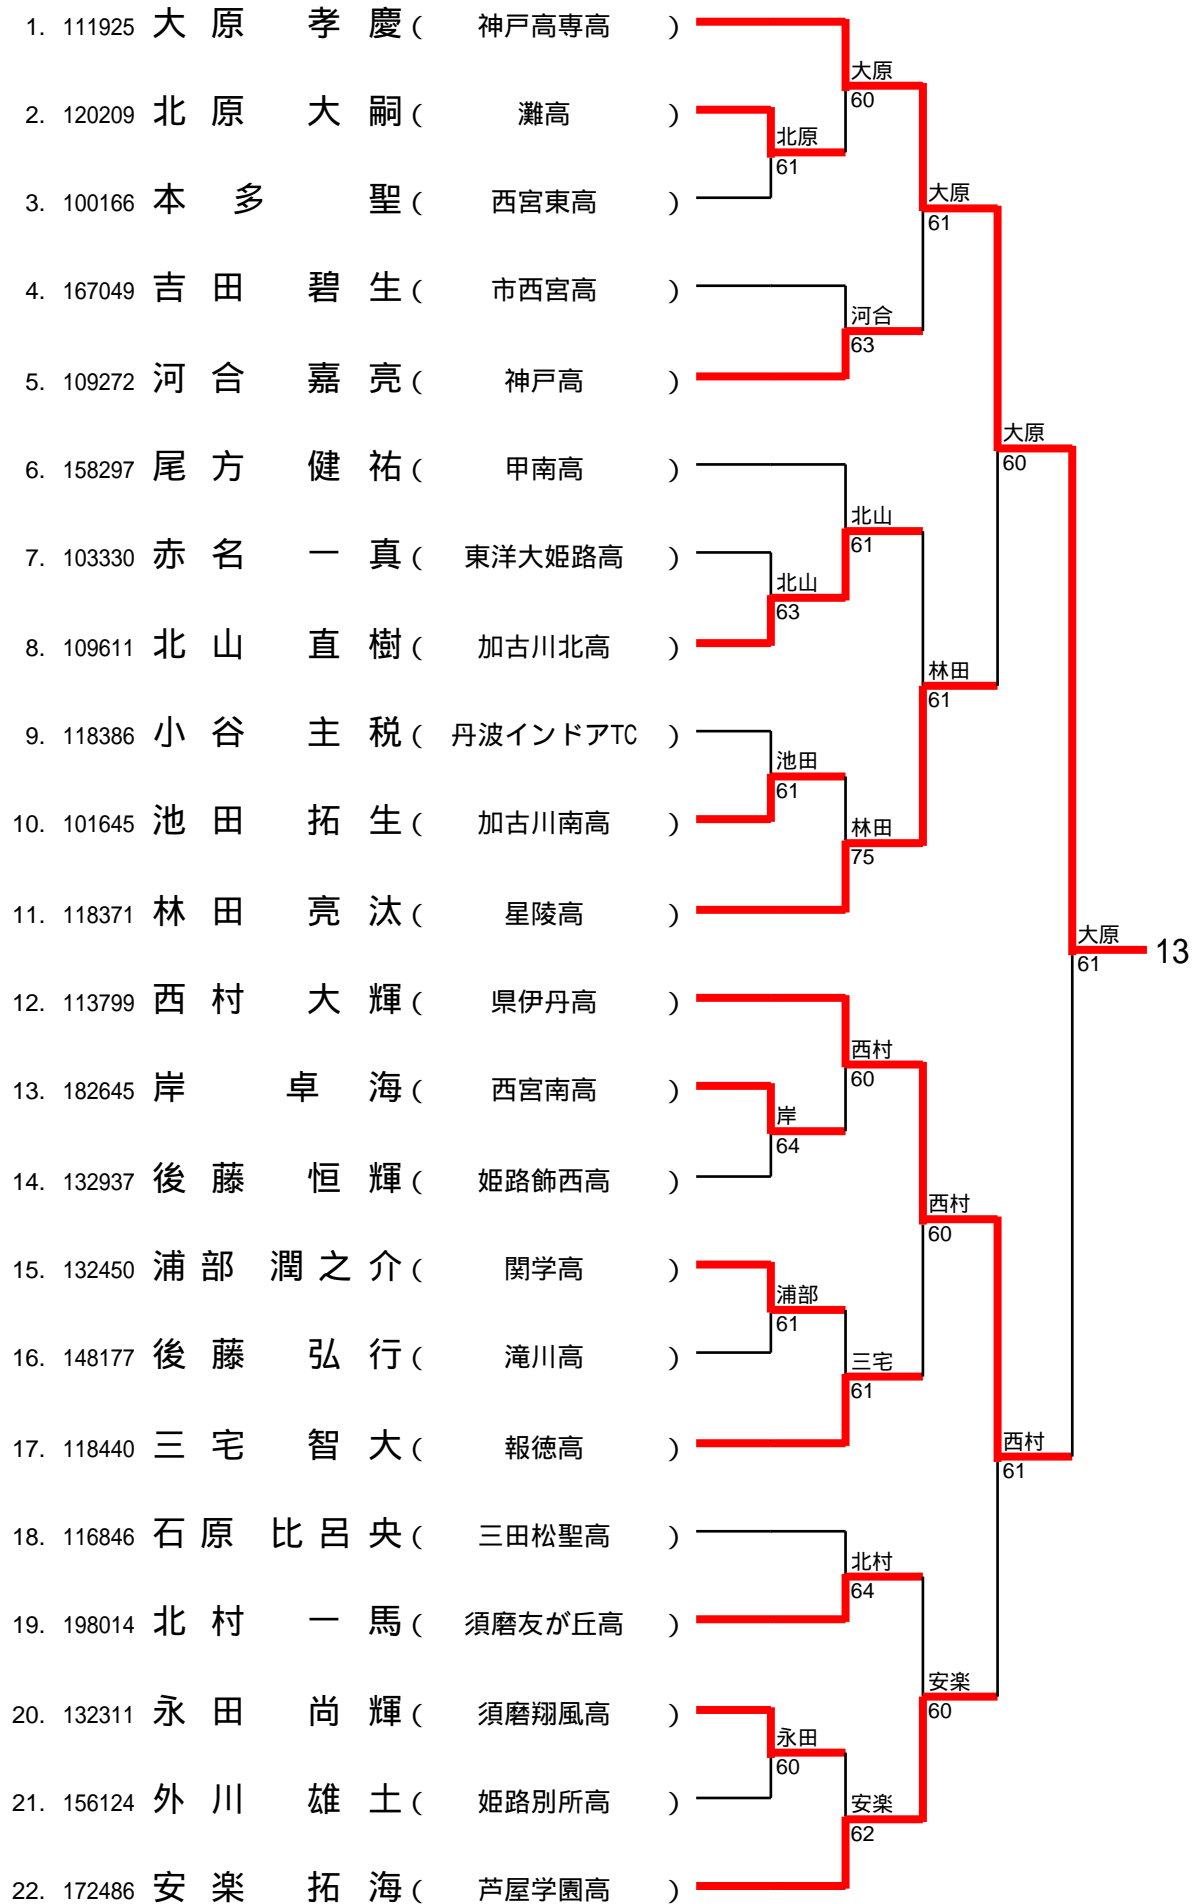 1. 111925 大原 孝慶 ( 神戸高専高 )
大原
60
2. 120209 北原 大嗣 ( 灘高 )
北原
61
3. 100166 本多 聖 ( 西宮東高 )
大原
61
4. 167049 吉田 碧生 ( 市西宮高 )
河合
63
5. 109272 河合 嘉亮 ( 神戸高 )
大原
60
6. 158297 尾方 健祐 ( 甲南高 )
北山
61
7. 103330 赤名 一真 ( 東洋大姫路高 )
北山
63
8. 109611 北山 直樹 ( 加古川北高 )
林田
61
9. 118386 小谷 主税 ( 丹波インドアTC )
池田
61
10. 101645 池田 拓生 ( 加古川南高 )
林田
75
11. 118371 林田 亮汰 ( 星陵高 )
大原
61
13
12. 113799 西村 大輝 ( 県伊丹高 )
西村
60
13. 182645 岸 卓海 ( 西宮南高 )
岸
64
14. 132937 後藤 恒輝 ( 姫路飾西高 )
西村
60
15. 132450 浦部 潤之介 ( 関学高 )
浦部
61
16. 148177 後藤 弘行 ( 滝川高 )
三宅
61
17. 118440 三宅 智大 ( 報徳高 )
西村
61
18. 116846 石原 比呂央 ( 三田松聖高 )
北村
64
19. 198014 北村 一馬 ( 須磨友が丘高 )
安楽
60
20. 132311 永田 尚輝 ( 須磨翔風高 )
永田
60
21. 156124 外川 雄土 ( 姫路別所高 )
安楽
62
22. 172486 安楽 拓海 ( 芦屋学園高 )